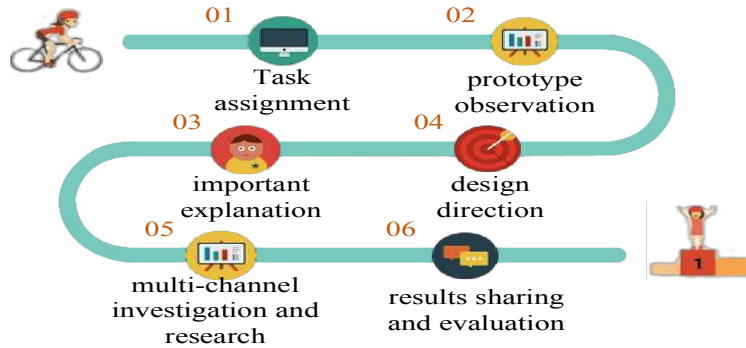 01
Task
assignment
02
prototype
observation
03
important
explanation
04
design
direction
05
multi-channel
investigation and
research
06
results sharing
and evaluation
1